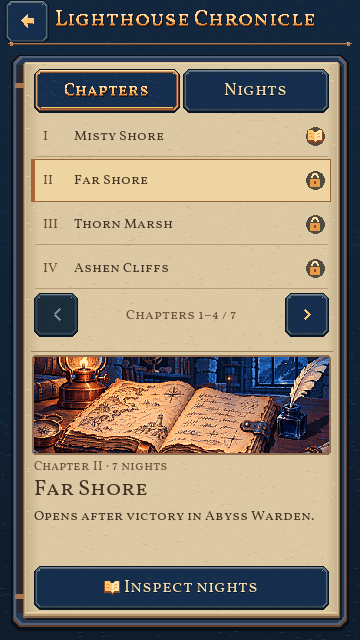 Lighthouse Chronicle
Chapters
Nights
I Misty Shore
II Far Shore
III Thorn Marsh
IV Ashen Cliffs
Chapters 1–4 / 7
Chapter II · 7 nights
Far Shore
Opens after victory in Abyss Warden.
Inspect nights